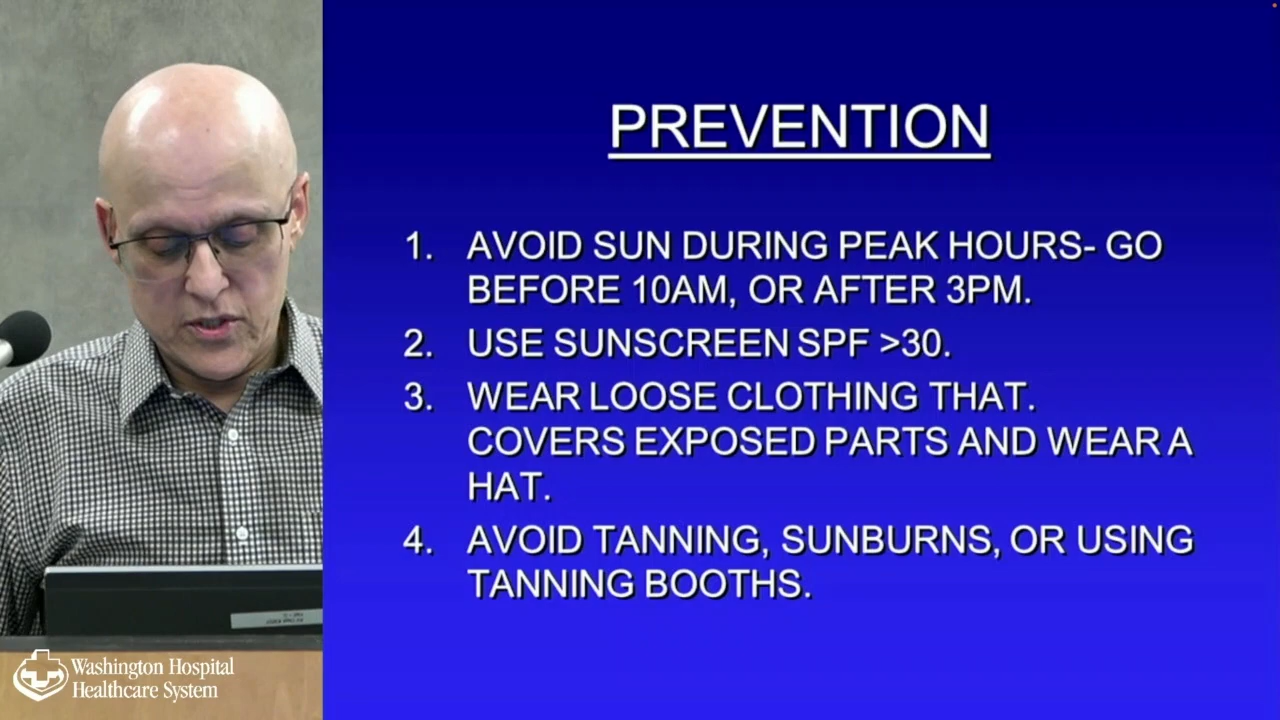 PREVENTION
1. AVOID SUN DURING PEAK HOURS- GO
BEFORE 10AM, OR AFTER 3PM.
2. USE SUNSCREEN SPF >30.
3. WEAR LOOSE CLOTHING THAT.
COVERS EXPOSED PARTS AND WEAR A
HAT.
4. AVOID TANNING, SUNBURNS, OR USING
TANNING BOOTHS.
Washington Hospital
Healthcare System